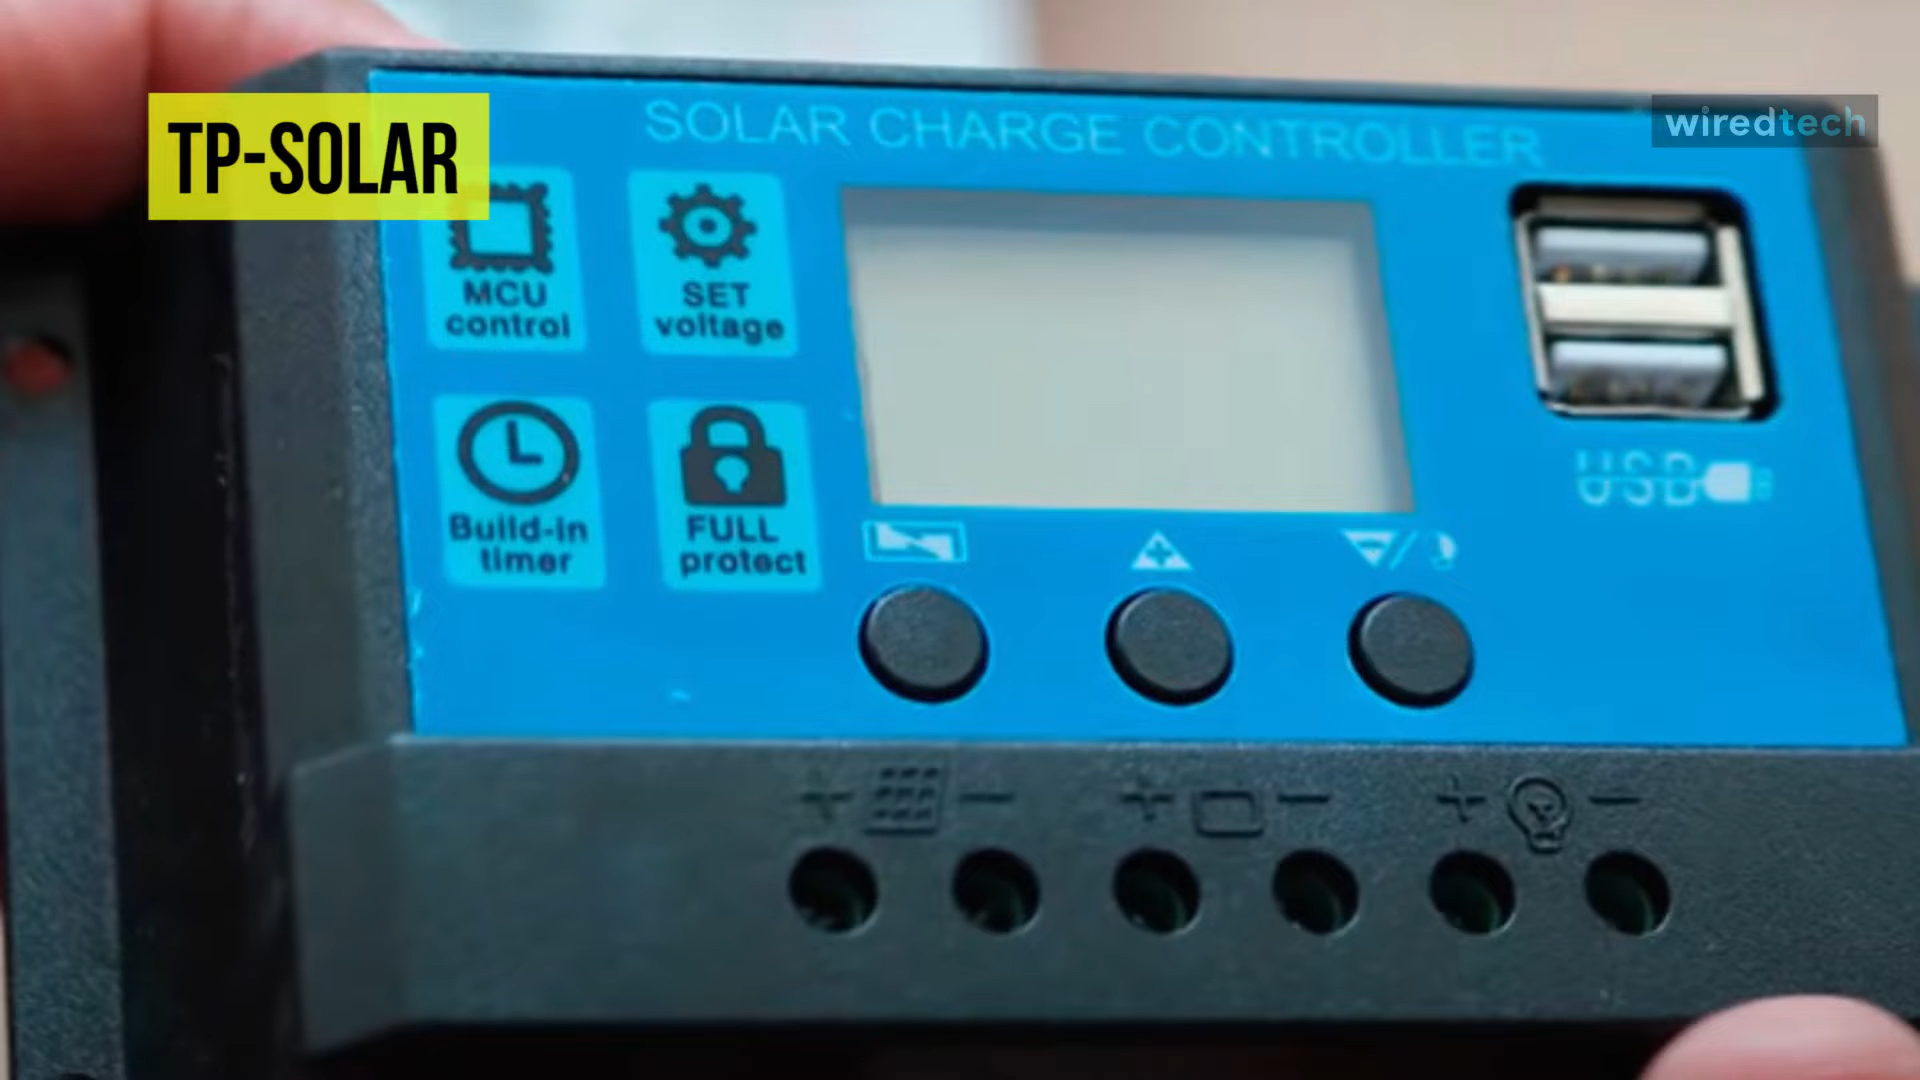 TP-SOLAR
wiredtech
SOLAR CHARGE CONTROLLER
MCU
control
SET
voltage
Build-in
timer
FULL
protect
USB